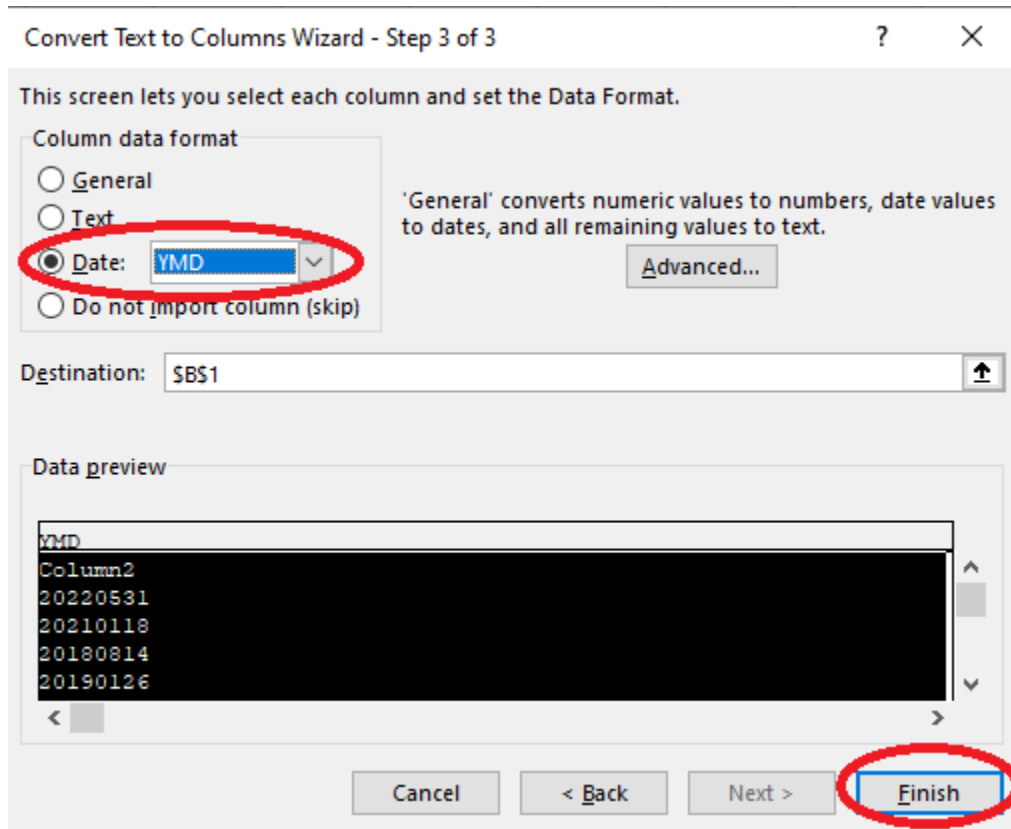 Convert Text to Columns Wizard - Step 3 of 3
? ×
This screen lets you select each column and set the Data Format.
Column data format
General
Text
Date: YMD
Do not import column (skip)
'General' converts numeric values to numbers, date values
to dates, and all remaining values to text.
Advanced...
Destination: $B$1
Data preview
YMD
Column2
20220531
20210118
20180814
20190126
Cancel
< Back
Next >
Finish